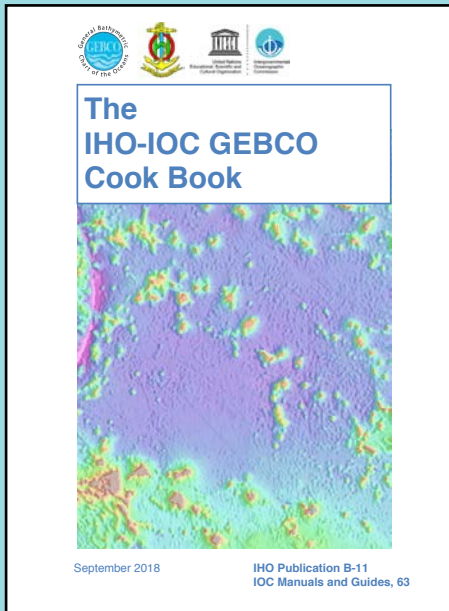 General Bathymetric
GEBCO
Chart of the Oceans
United Nations
Educational, Scientific and
Cultural Organization
Intergovernmental
Oceanographic
Commission
The
IHO-IOC GEBCO
Cook Book
September 2018
IHO Publication B-11
IOC Manuals and Guides, 63